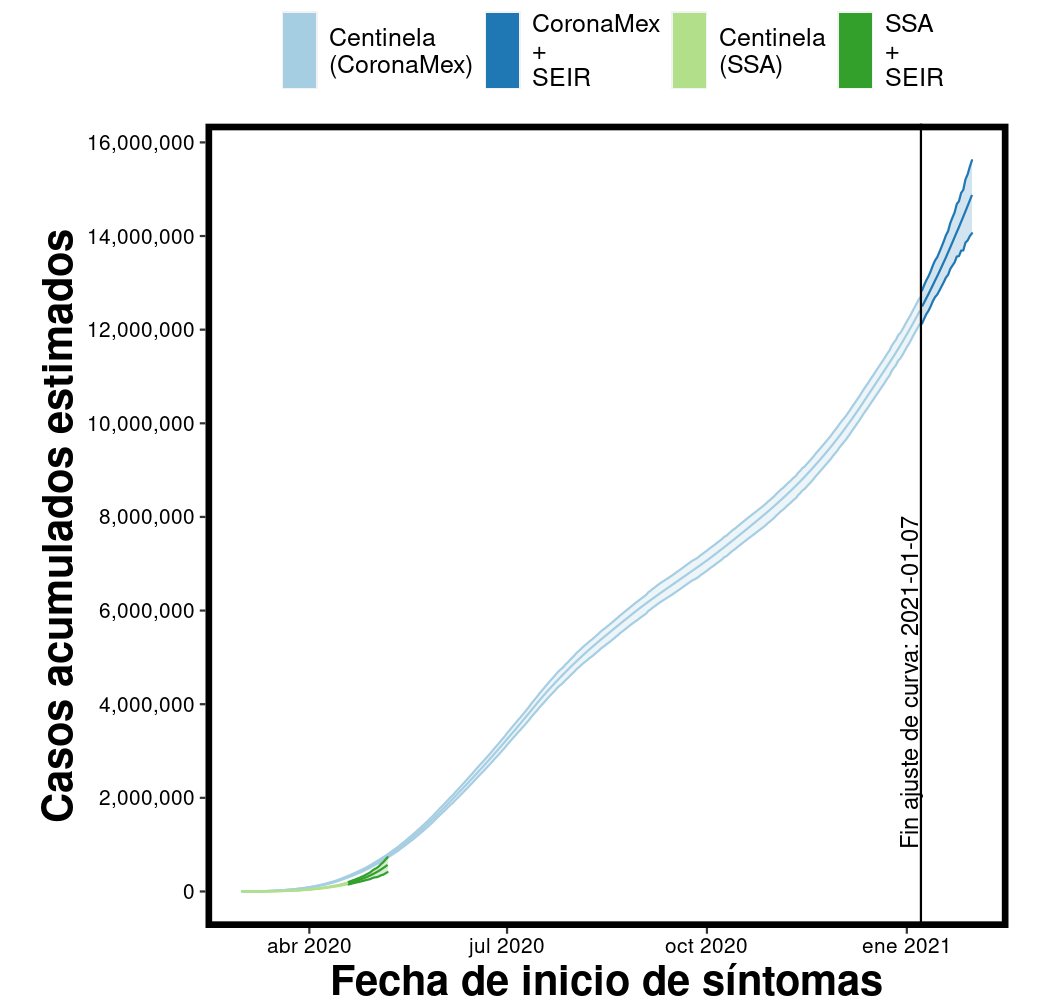 Centinela
(CoronaMex)
CoronaMex
+
SEIR
Centinela
(SSA)
SSA
+
SEIR
Casos acumulados estimados
16,000,000
14,000,000
12,000,000
10,000,000
8,000,000
6,000,000
4,000,000
2,000,000
0
Fin ajuste de curva: 2021-01-07
abr 2020
jul 2020
oct 2020
ene 2021
Fecha de inicio de síntomas